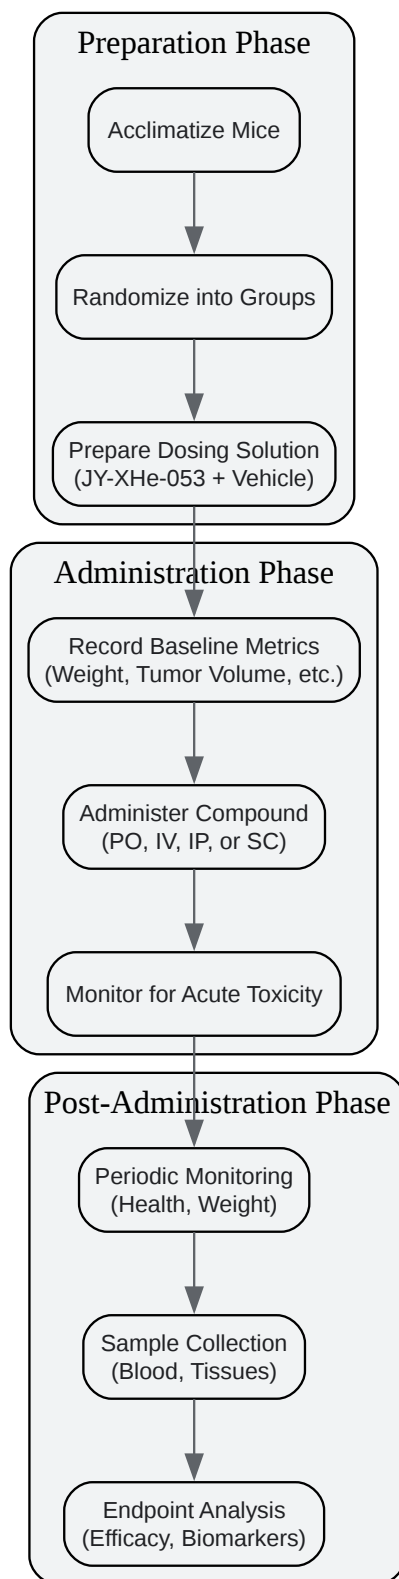 Preparation Phase
Acclimatize Mice
Randomize into Groups
Prepare Dosing Solution
(JY-XHe-053 + Vehicle)
Administration Phase
Record Baseline Metrics
(Weight, Tumor Volume, etc.)
Administer Compound
(PO, IV, IP, or SC)
Monitor for Acute Toxicity
Post-Administration Phase
Periodic Monitoring
(Health, Weight)
Sample Collection
(Blood, Tissues)
Endpoint Analysis
(Efficacy, Biomarkers)